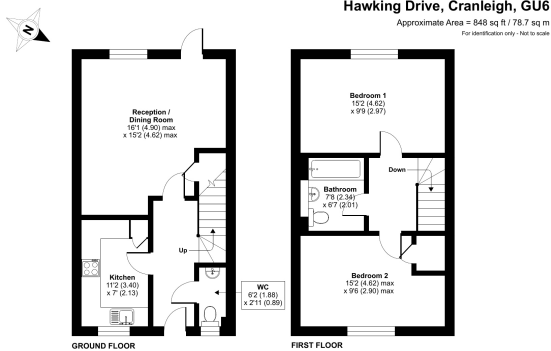 Hawking Drive, Cranleigh, GU6
Approximate Area = 848 sq ft / 78.7 sq m
For identification only - Not to scale
N
Reception /
Dining Room
16'1 (4.90) max
x 15'2 (4.62) max
Up
Kitchen
11'2 (3.40)
x 7' (2.13)
WC
6'2 (1.88)
x 2'11 (0.89)
GROUND FLOOR
Bedroom 1
15'2 (4.62)
x 9'9 (2.97)
Down
Bathroom
7'8 (2.34)
x 6'7 (2.01)
Bedroom 2
15'2 (4.62) max
x 9'6 (2.90) max
FIRST FLOOR